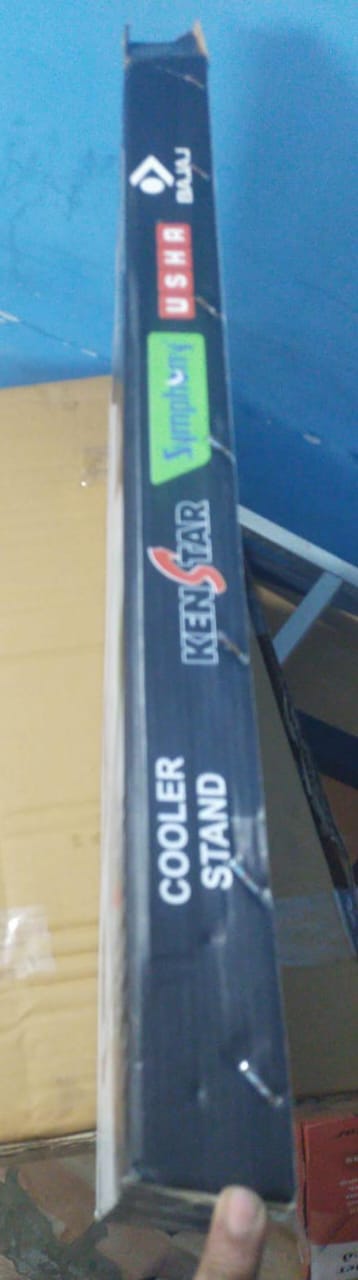 BAJAJ
USHA
Symphony
KENSTAR
COOLER
STAND